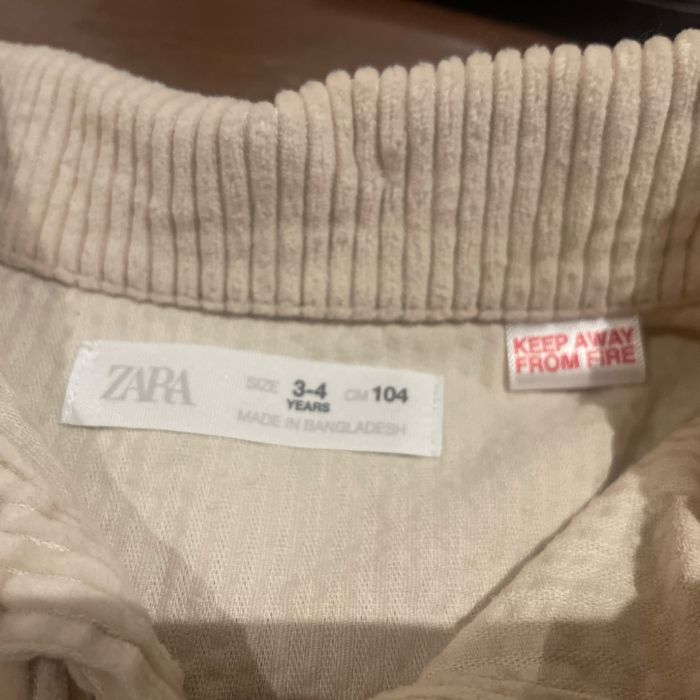 ZARA SIZE 3-4 CM 104
YEARS
MADE IN BANGLADESH
KEEP AWAY
FROM FIRE